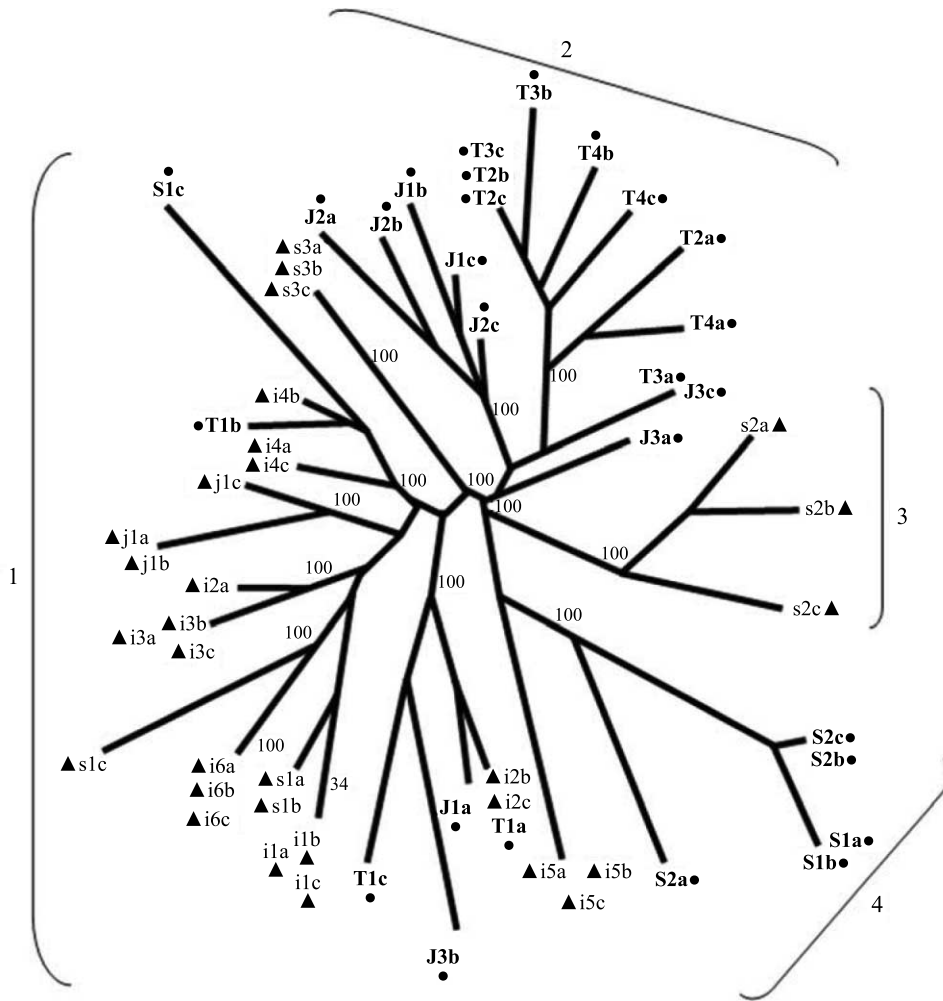 2
T3b
T3c
T4b
T2b
S1c
J1b
T2c
T4c
J2a
J2b
T2a
s3a
J1c
s3b
s3c
J2c
T4a
100
100
T3a
J3c
i4b
100
s2a
T1b
J3a
i4a
i4c
100
100
j1c
100
100
s2b
3
j1a
100
j1b
100
1
i2a
100
s2c
i3b
100
i3a
100
i3c
S2c
100
S2b
s1c
i6a
s1a
34
i2b
i6b
s1b
J1a
i2c
i6c
T1a
i1b
S1a
i1a
S1b
i1c
T1c
i5a
i5b
S2a
i5c
4
J3b